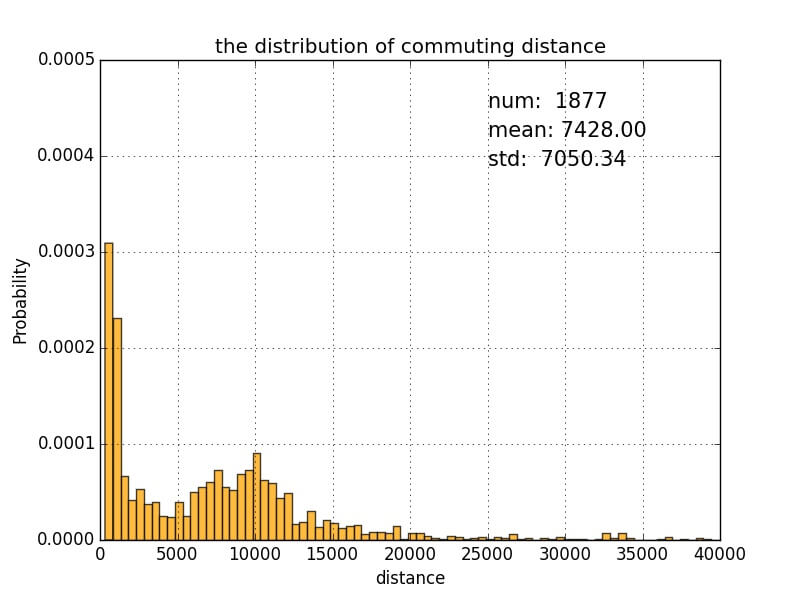 the distribution of commuting distance
num:  1877
mean: 7428.00
std:  7050.34
0.0005
0.0004
0.0003
0.0002
0.0001
0.0000
Probability
0 5000 10000 15000 20000 25000 30000 35000 40000
distance